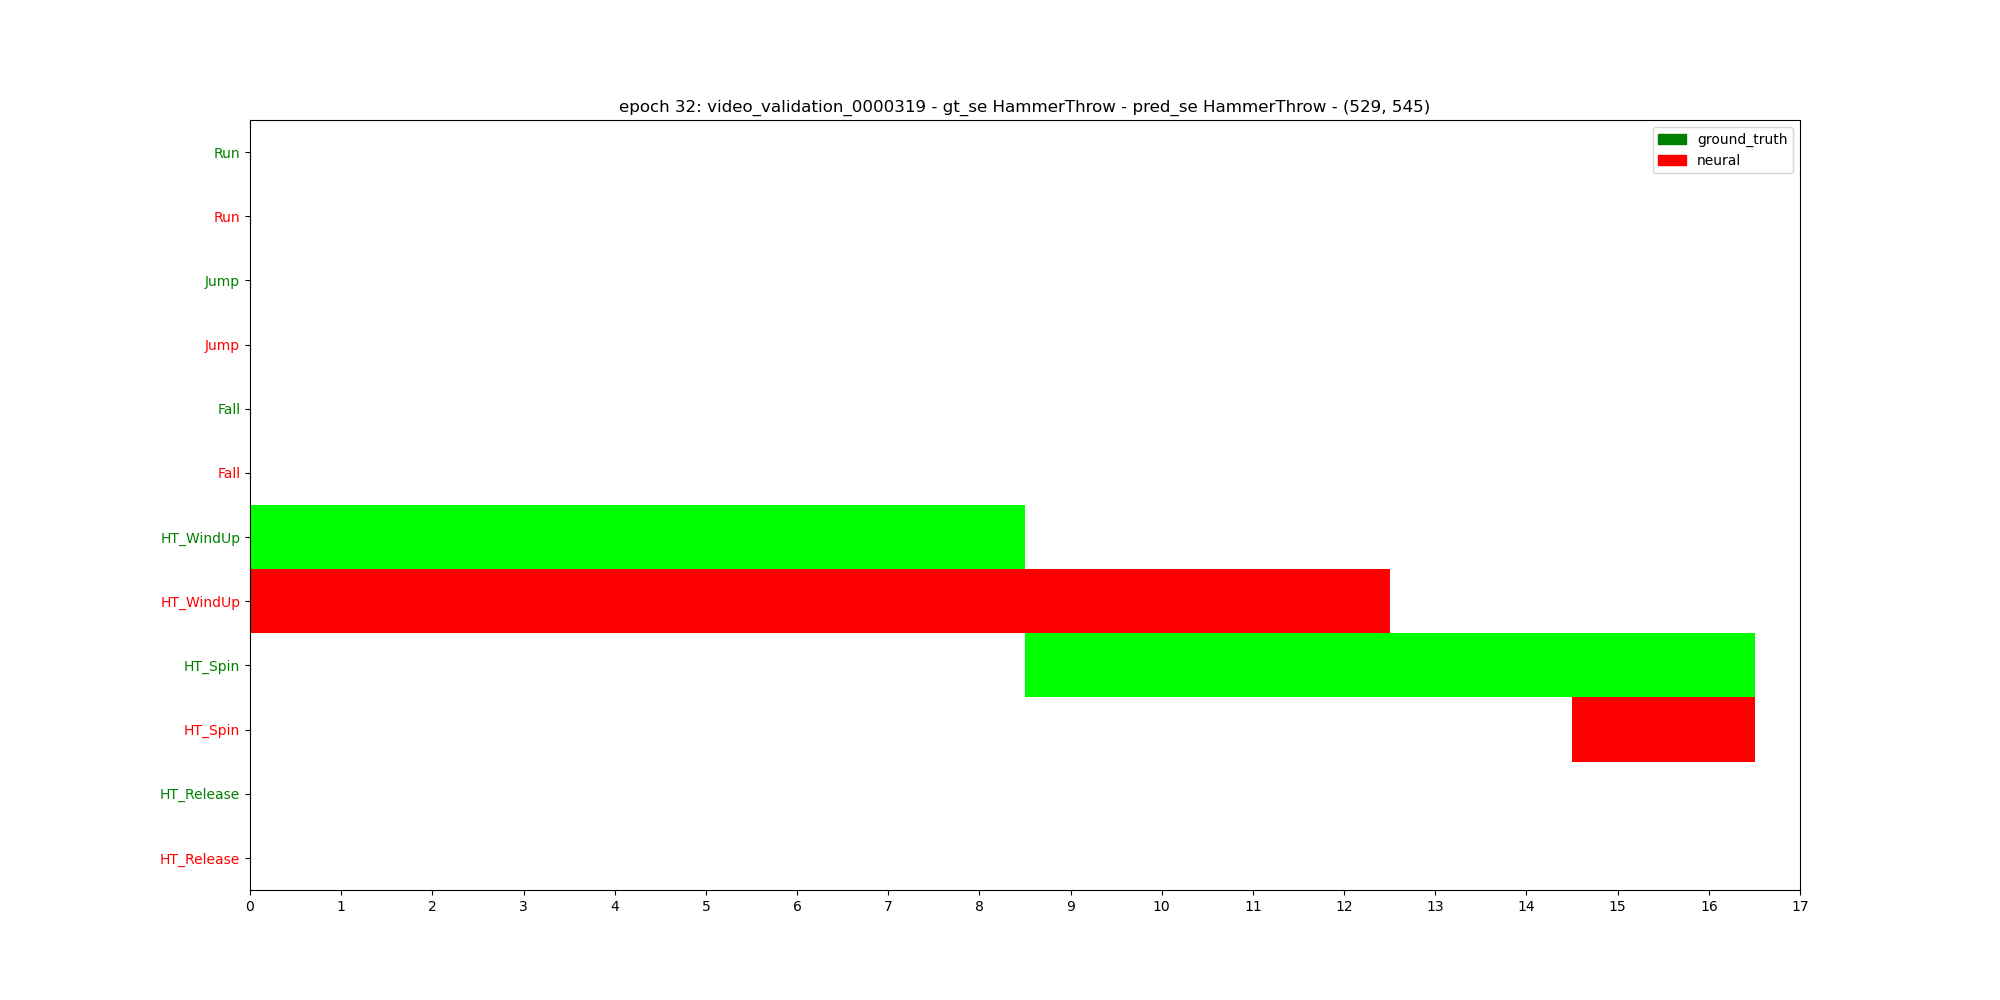 epoch 32: video_validation_0000319 - gt_se HammerThrow - pred_se HammerThrow - (529, 545)
ground_truth
neural
Run
Run
Jump
Jump
Fall
Fall
HT_WindUp
HT_WindUp
HT_Spin
HT_Spin
HT_Release
HT_Release
0 1 2 3 4 5 6 7 8 9 10 11 12 13 14 15 16 17